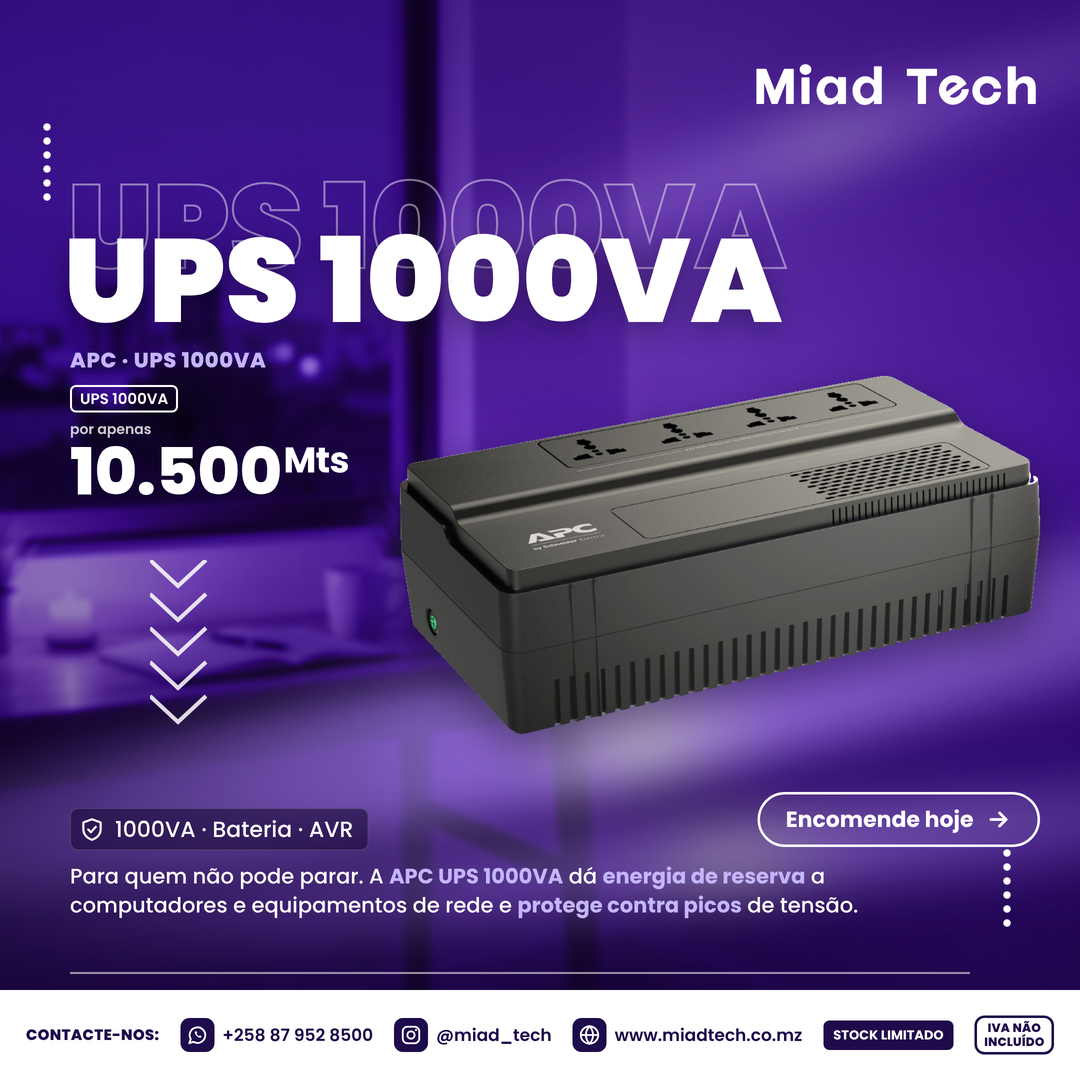 Miad Tech
UPS 1000VA
UPS 1000VA
APC · UPS 1000VA
UPS 1000VA
por apenas
10.500Mts
APC
by Schneider Electric
1000VA · Bateria · AVR
Encomende hoje
Para quem não pode parar. A APC UPS 1000VA dá energia de reserva a
computadores e equipamentos de rede e protege contra picos de tensão.
CONTACTE-NOS: +258 87 952 8500 @miad_tech www.miadtech.co.mz STOCK LIMITADO
IVA NÃO
INCLUÍDO